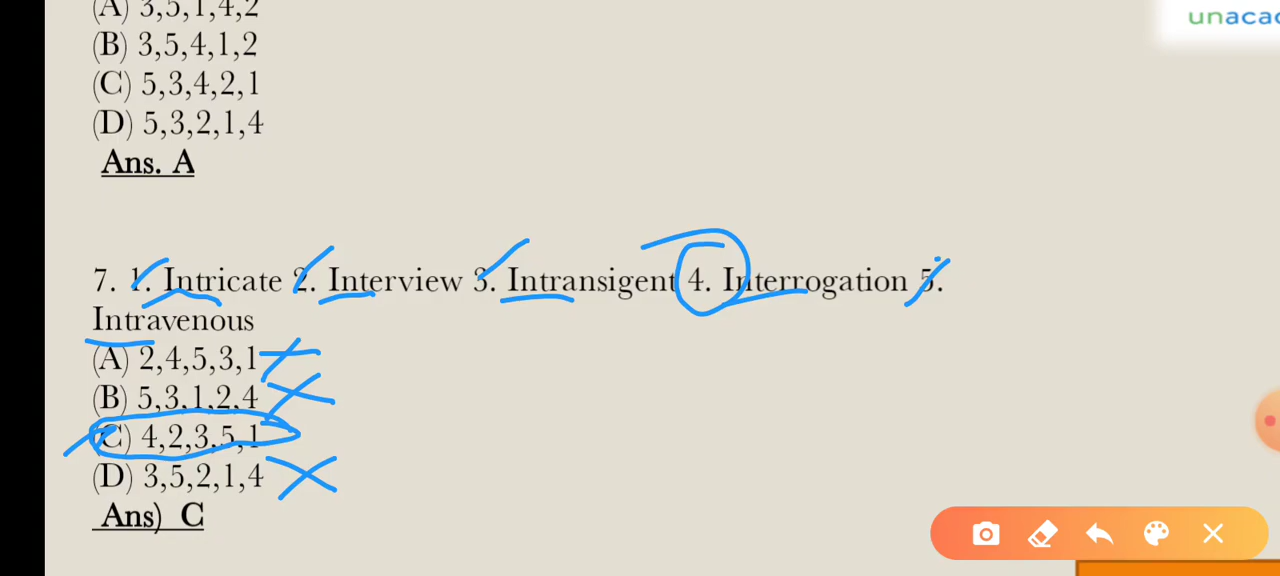 (A) 3,5,1,4,2
unacad
(B) 3,5,4,1,2
(C) 5,3,4,2,1
(D) 5,3,2,1,4
Ans. A
7. 1. Intricate 2. Interview 3. Intransigent 4. Interrogation 5.
Intravenous
(A) 2,4,5,3,1
(B) 5,3,1,2,4
(C) 4,2,3,5,1
(D) 3,5,2,1,4
Ans) C